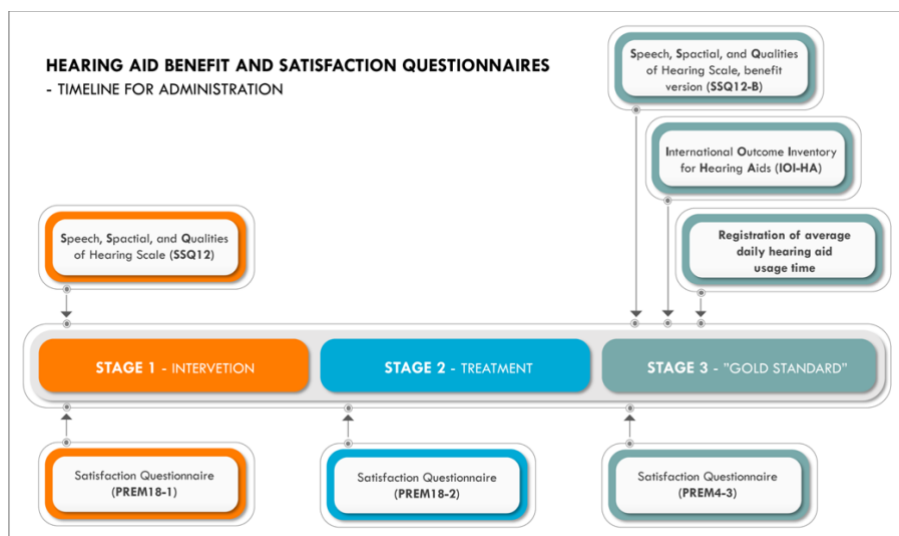 HEARING AID BENEFIT AND SATISFACTION QUESTIONNAIRES
- TIMELINE FOR ADMINISTRATION
Speech, Spactial, and Qualities
of Hearing Scale, benefit
version (SSQ12-B)
International Outcome Inventory
for Hearing Aids (IOI-HA)
Registration of average
daily hearing aid
usage time
Speech, Spactial, and Qualities
of Hearing Scale (SSQ12)
STAGE 1 - INTERVETION
STAGE 2 - TREATMENT
STAGE 3 - "GOLD STANDARD"
Satisfaction Questionnaire
(PREM18-1)
Satisfaction Questionnaire
(PREM18-2)
Satisfaction Questionnaire
(PREM4-3)